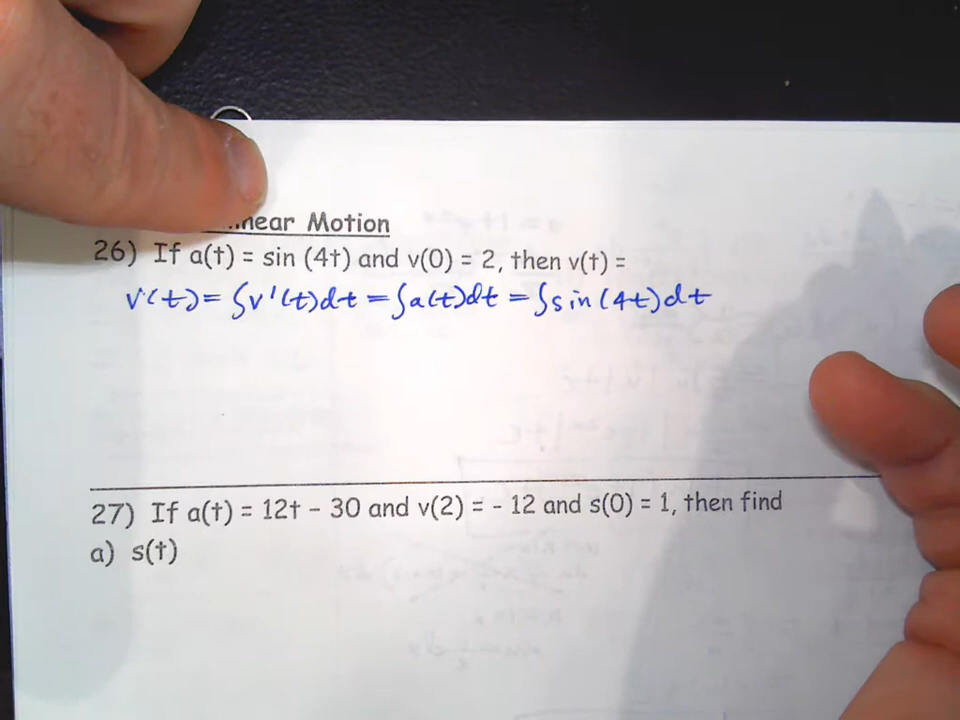 Motion
26) If a(t) = sin (4t) and v(0) = 2, then v(t) =
v(t) = ∫v'(t)dt = ∫a(t)dt = ∫sin(4t)dt
27) If a(t) = 12t - 30 and v(2) = - 12 and s(0) = 1, then find
a) s(t)